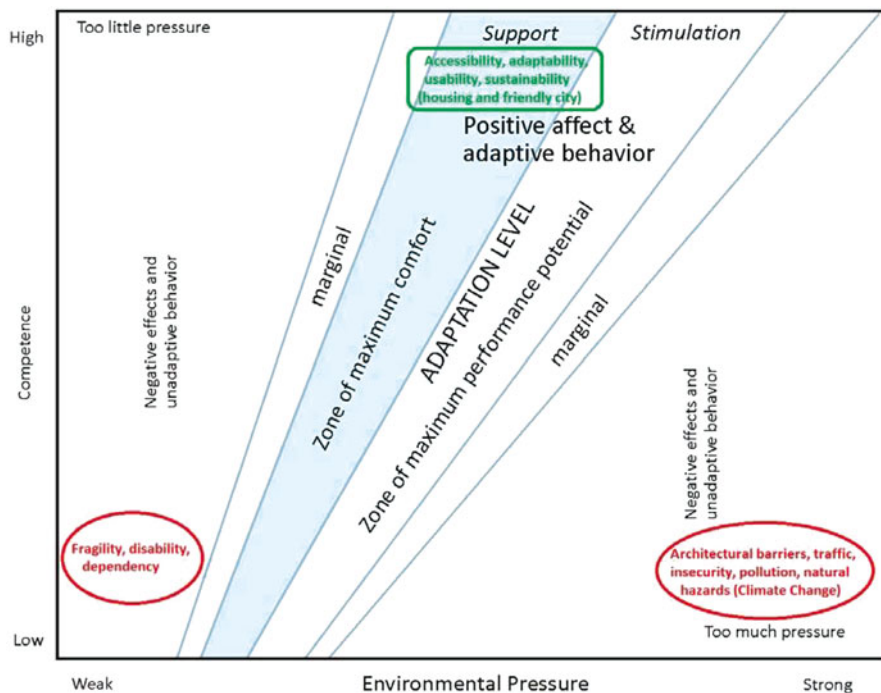 High
Too little pressure
Support
Stimulation
Accessibility, adaptability,
usability, sustainability
(housing and friendly city)
Positive affect &
adaptive behavior
marginal
Zone of maximum comfort
ADAPTATION LEVEL
Zone of maximum performance potential
marginal
Negative effects and
unadaptive behavior
Competence
Negative effects and
unadaptive behavior
Fragility, disability,
dependency
Architectural barriers, traffic,
insecurity, pollution, natural
hazards (Climate Change)
Too much pressure
Low
Weak
Environmental Pressure
Strong